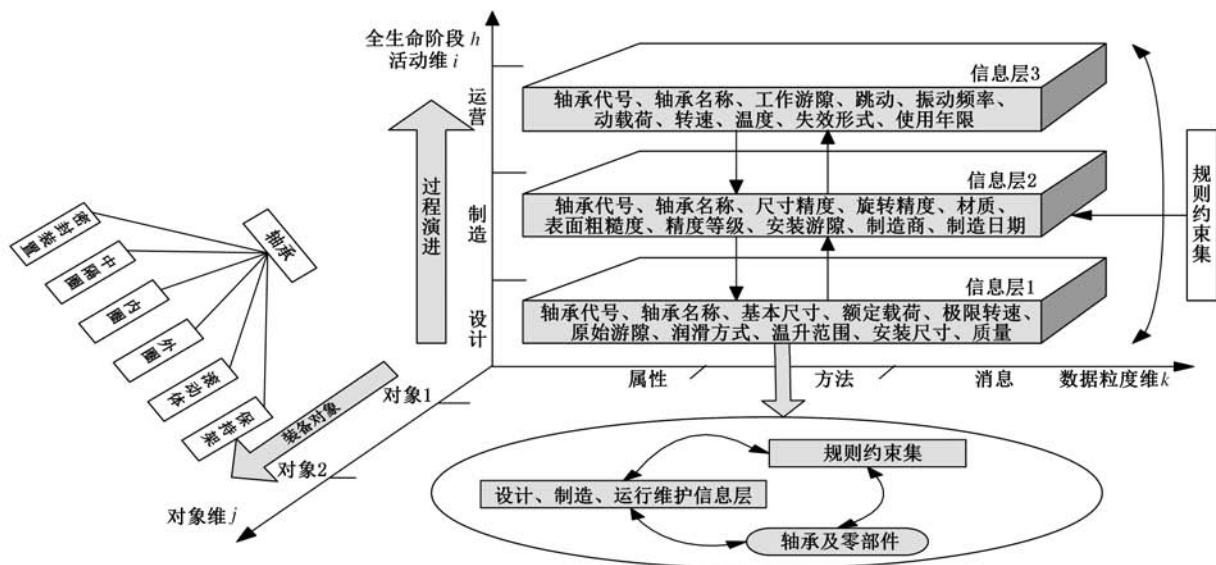 全生命阶段 h
活动维 i
运营
制造
设计
过程演进
信息层3
轴承代号、轴承名称、工作游隙、跳动、振动频率、
动载荷、转速、温度、失效形式、使用年限
信息层2
轴承代号、轴承名称、尺寸精度、旋转精度、材质、
表面粗糙度、精度等级、安装游隙、制造商、制造日期
信息层1
轴承代号、轴承名称、基本尺寸、额定载荷、极限转速、
原始游隙、润滑方式、温升范围、安装尺寸、质量
规则约束集
轴承
密封装置
中隔圈
内圈
外圈
滚动体
保持架
装备对象
对象1
对象2
对象维 j
属性
方法
消息
数据粒度维 k
规则约束集
设计、制造、运行维护信息层
轴承及零部件